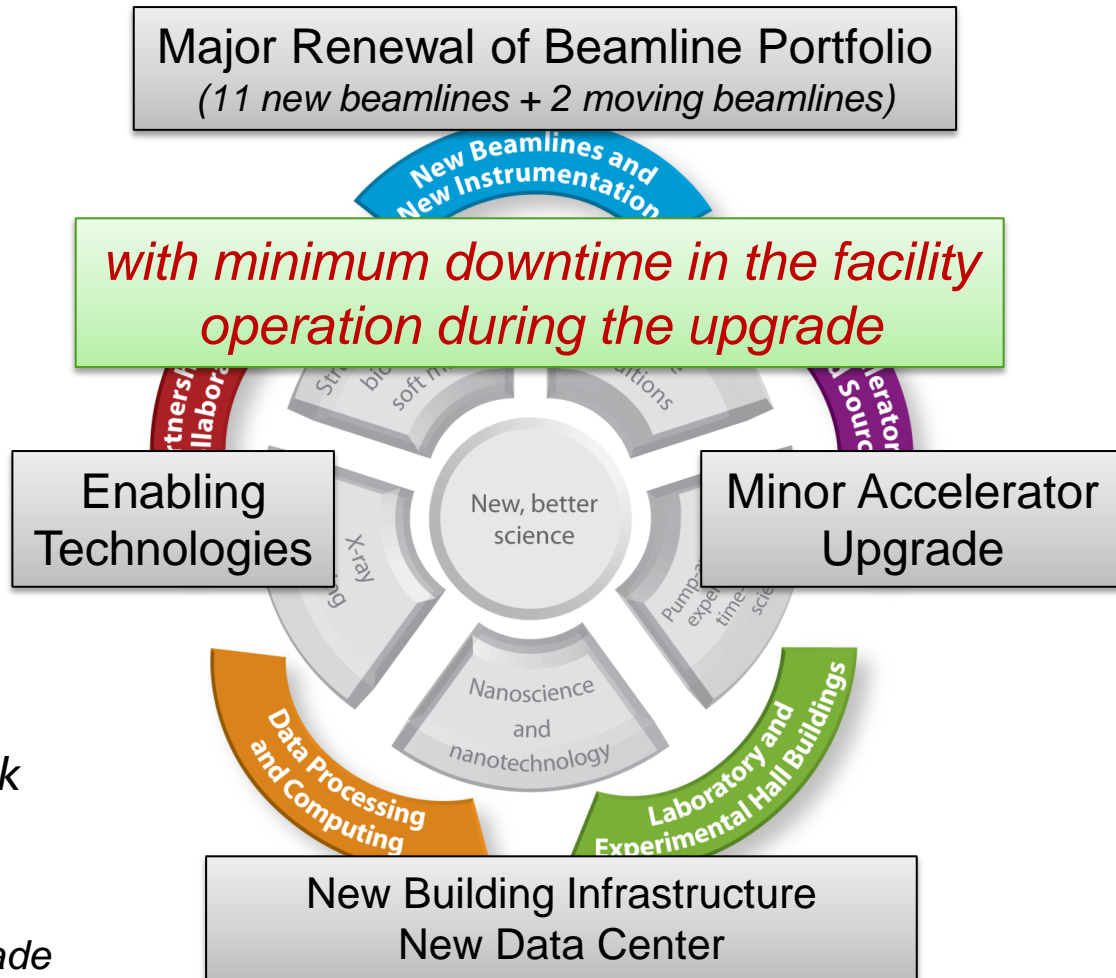 Major Renewal of Beamline Portfolio
(11 new beamlines + 2 moving beamlines)
New Beamlines and
New Instrumentation
with minimum downtime in the facility
operation during the upgrade
soft
New, better
science
Enabling
Technologies
Minor Accelerator
Upgrade
X-ray
Nanoscience
and
nanotechnology
Data Processing
and Computing
Laboratory and
Experimental Hall Buildings
New Building Infrastructure
New Data Center